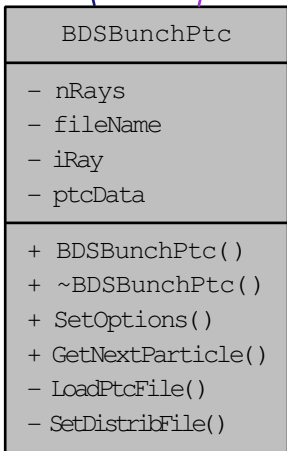 BDSBunchPtc
- nRays
- fileName
- iRay
- ptcData
+ BDSBunchPtc()
+ ~BDSBunchPtc()
+ SetOptions()
+ GetNextParticle()
- LoadPtcFile()
- SetDistribFile()